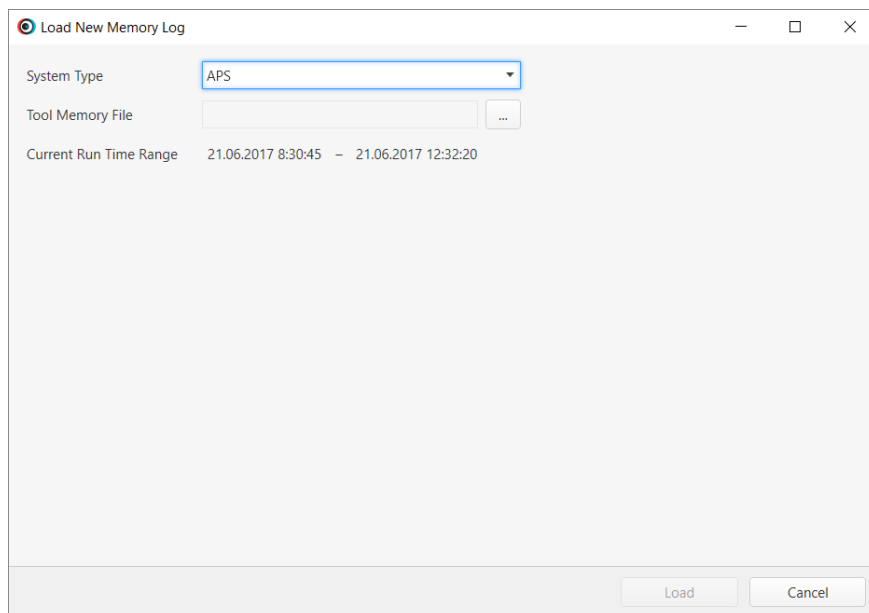 Load New Memory Log
System Type APS
Tool Memory File ...
Current Run Time Range 21.06.2017 8:30:45 – 21.06.2017 12:32:20
Load Cancel